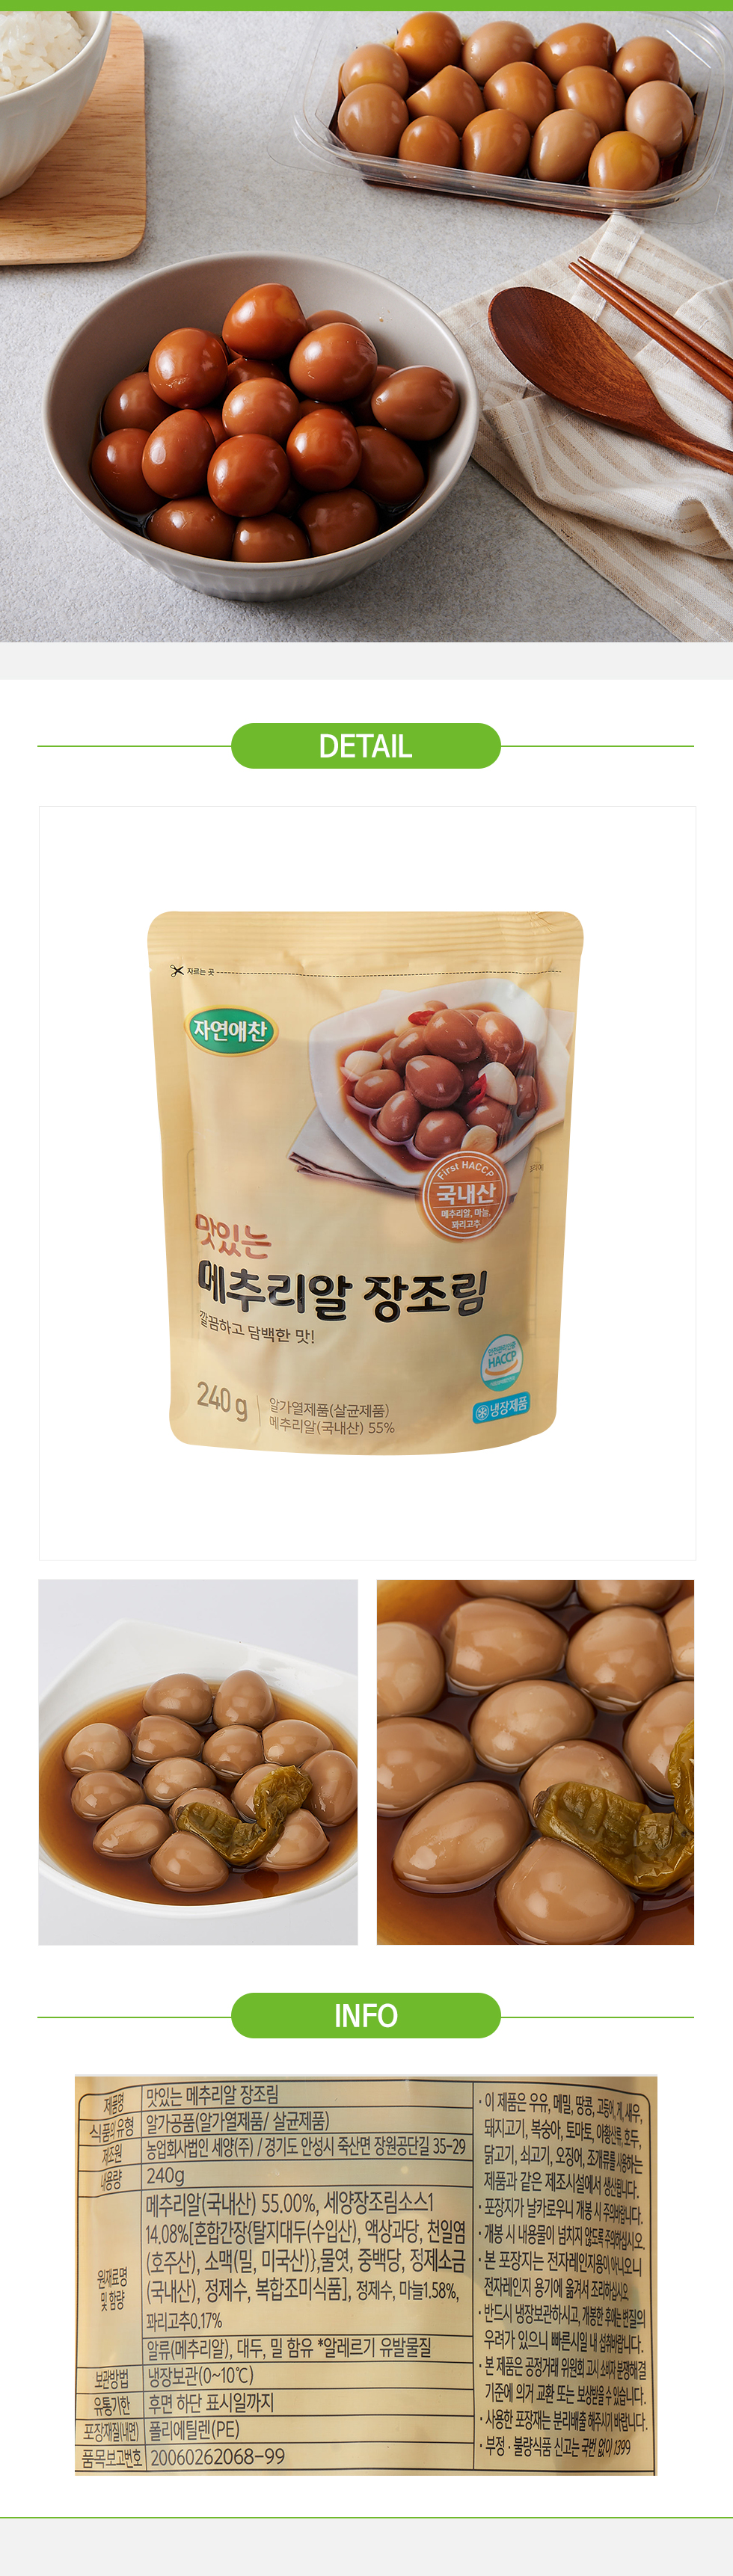 DETAIL
자르는 곳
자연애찬
First HACCP
국내산
메추리알, 마늘,
꽈리고추
맛있는
메추리알 장조림
깔끔하고 담백한 맛!
HACCP
240 g
알가열제품(살균제품)
메추리알(국내산) 55%
냉장제품
INFO
제품명
맛있는 메추리알 장조림
식품의 유형
알가공품(알가열제품/ 살균제품)
제조원
농업회사법인 세양(주) / 경기도 안성시 죽산면 장원공단길 35-29
내용량
240g
원재료명
및 함량
메추리알(국내산) 55.00%, 세양장조림소스1
14.08%[혼합간장{탈지대두(수입산), 액상과당, 천일염
(호주산), 소맥(밀, 미국산)},물엿, 중백당, 정제소금
(국내산), 정제수, 복합조미식품], 정제수, 마늘1.58%,
꽈리고추0.17%
알류(메추리알), 대두, 밀 함유 *알레르기 유발물질
보관방법
냉장보관(0~10℃)
유통기한
후면 하단 표시일까지
포장재질(내면)
폴리에틸렌(PE)
품목보고번호
20060262068-99
· 이 제품은 우유, 메밀, 땅콩, 고등어, 게, 새우,
돼지고기, 복숭아, 토마토, 아황산류, 호두,
닭고기, 쇠고기, 오징어, 조개류를 사용하는
제품과 같은 제조시설에서 생산됩니다.
· 포장지가 날카로우니 개봉 시 주의바랍니다.
· 개봉 시 내용물이 넘치지 않도록 주의하십시오.
· 본 포장지는 전자레인지용이 아니오니
전자레인지 용기에 옮겨서 조리하십시오
· 반드시 냉장보관하시고, 개봉한 후에는 변질의
우려가 있으니 빠른시일 내 섭취바랍니다.
· 본 제품은 공정거래 위원회 고시 소비자 분쟁해결
기준에 의거 교환 또는 보상받을 수 있습니다.
· 사용한 포장재는 분리배출 해주시기 바랍니다.
· 부정 · 불량식품 신고는 국번 없이 1399